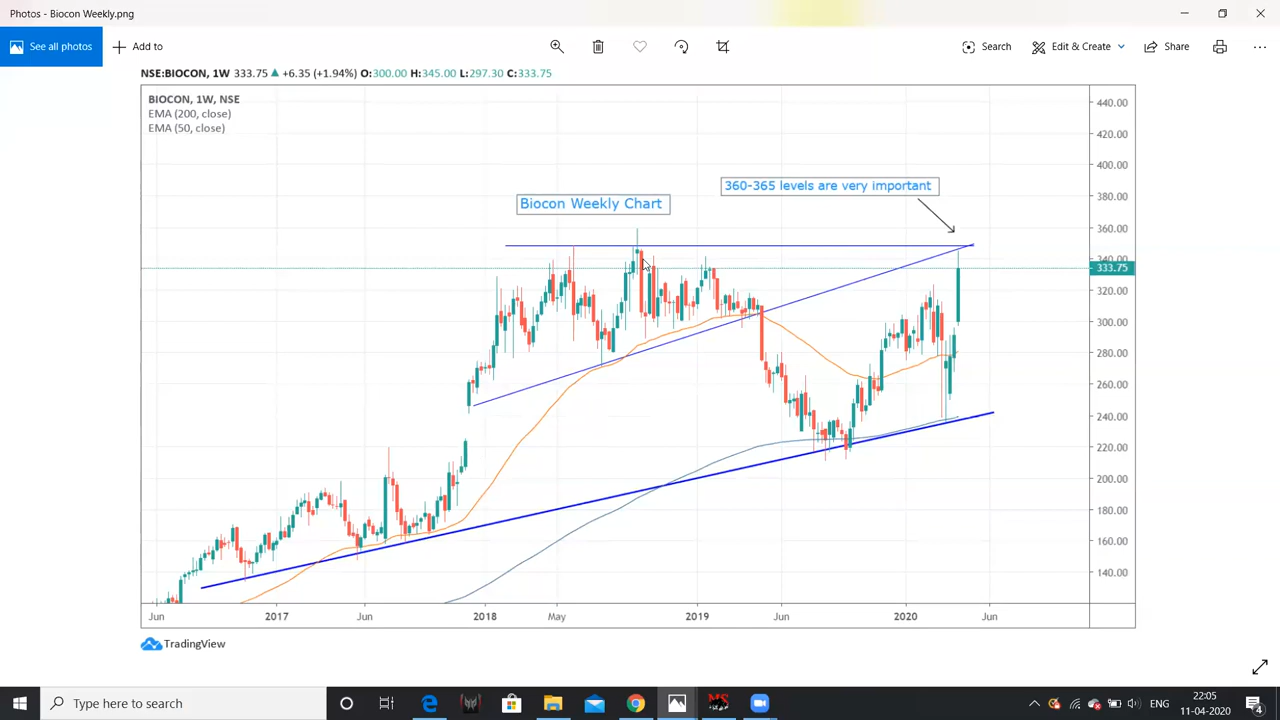 Photos - Biocon Weekly.png
See all photos
Add to
Search
Edit & Create
Share
NSE:BIOCON, 1W 333.75 ▲ +6.35 (+1.94%) O:300.00 H:345.00 L:297.30 C:333.75
BIOCON, 1W, NSE
EMA (200, close)
EMA (50, close)
Biocon Weekly Chart
360-365 levels are very important
440.00
420.00
400.00
380.00
360.00
340.00
333.75
320.00
300.00
280.00
260.00
240.00
220.00
200.00
180.00
160.00
140.00
Jun 2017 Jun 2018 May 2019 Jun 2020 Jun
TradingView
Type here to search
ENG
22:05
11-04-2020
4